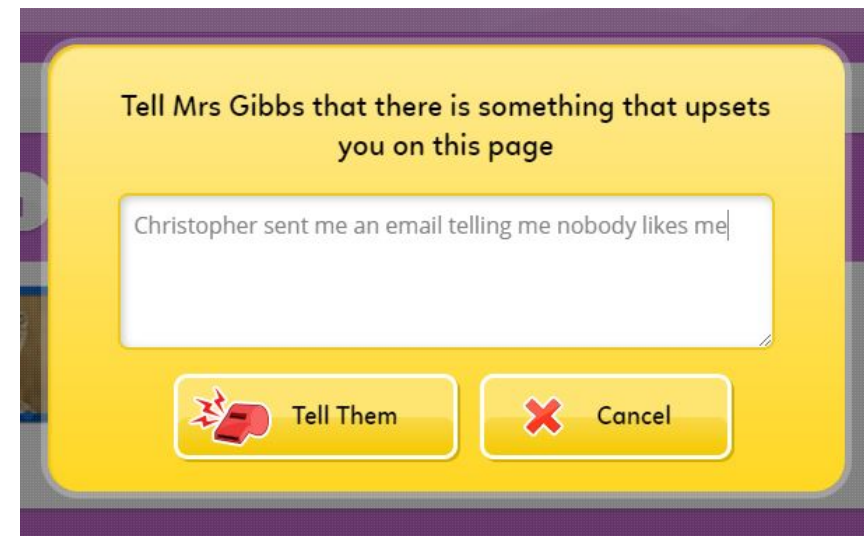 Tell Mrs Gibbs that there is something that upsets
you on this page
Christopher sent me an email telling me nobody likes me
Tell Them
Cancel